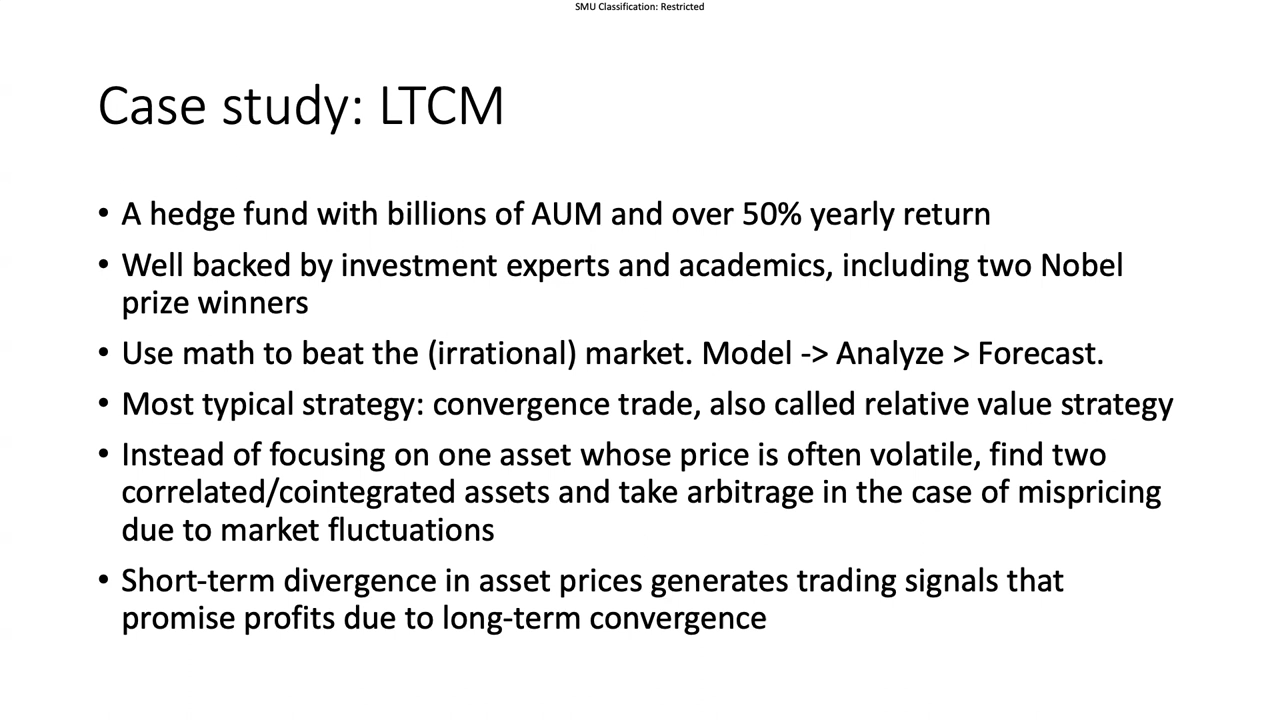 SMU Classification: Restricted
Case study: LTCM
• A hedge fund with billions of AUM and over 50% yearly return
• Well backed by investment experts and academics, including two Nobel
prize winners
• Use math to beat the (irrational) market. Model -> Analyze > Forecast.
• Most typical strategy: convergence trade, also called relative value strategy
• Instead of focusing on one asset whose price is often volatile, find two
correlated/cointegrated assets and take arbitrage in the case of mispricing
due to market fluctuations
• Short-term divergence in asset prices generates trading signals that
promise profits due to long-term convergence